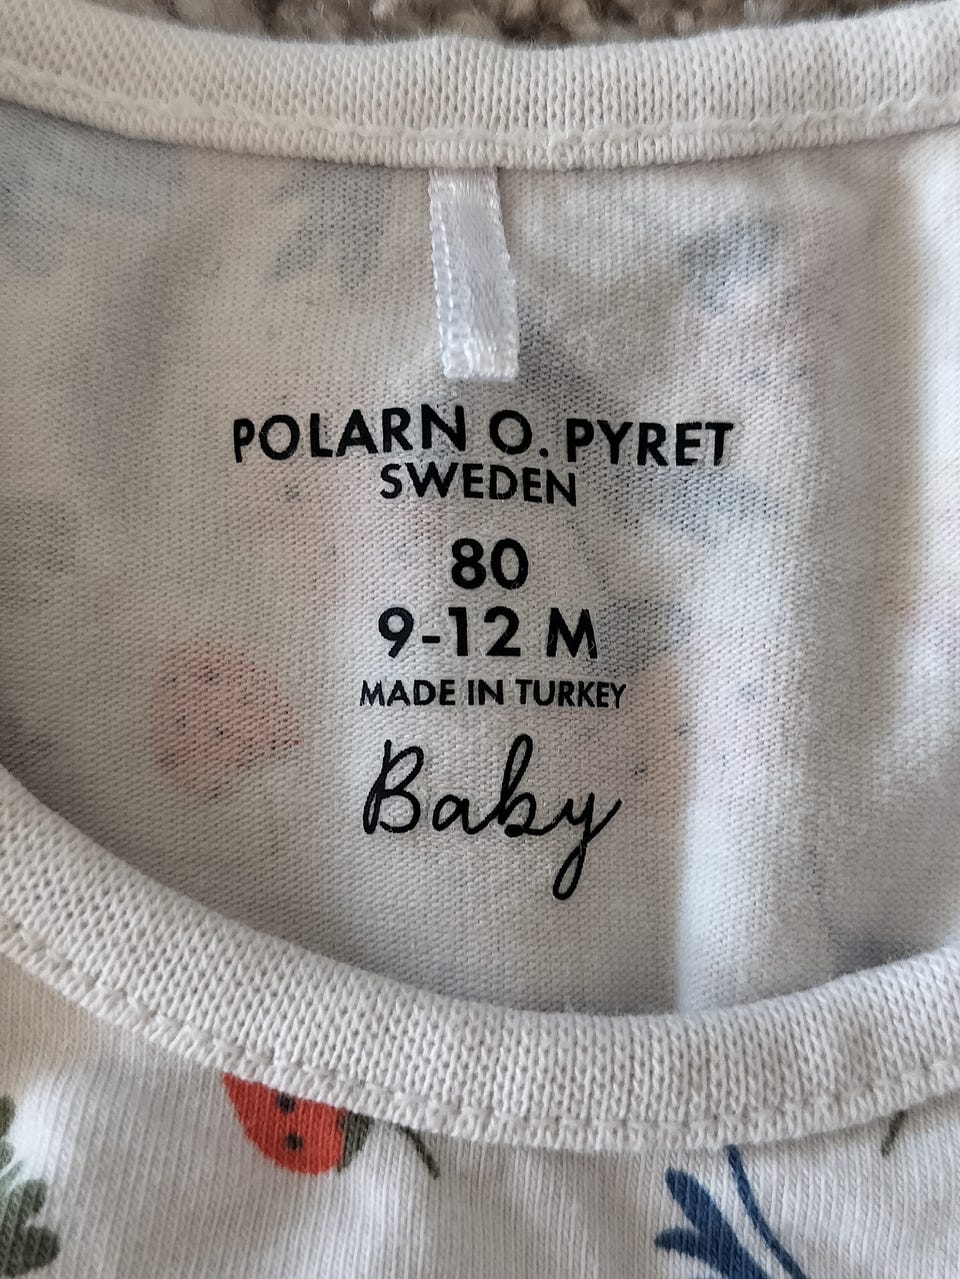 POLARN O. PYRET
SWEDEN
80
9-12 M
MADE IN TURKEY
Baby